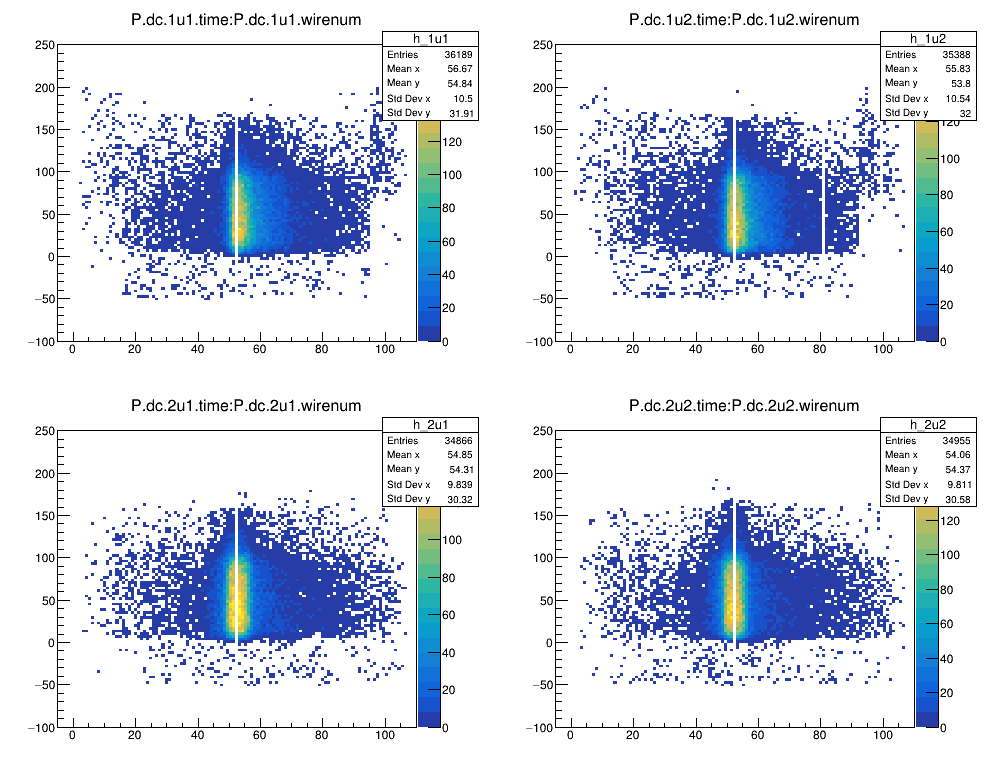 P.dc.1u1.time:P.dc.1u1.wirenum
h_1u1
Entries 36189
Mean x 56.67
Mean y 54.84
Std Dev x 10.5
Std Dev y 31.91
250
200
150
100
50
0
−50
−100
0 20 40 60 80 100
120
100
80
60
40
20
0
P.dc.1u2.time:P.dc.1u2.wirenum
h_1u2
Entries 35388
Mean x 55.83
Mean y 53.8
Std Dev x 10.54
Std Dev y 32
250
200
150
100
50
0
−50
−100
0 20 40 60 80 100
120
100
80
60
40
20
0
P.dc.2u1.time:P.dc.2u1.wirenum
h_2u1
Entries 34866
Mean x 54.85
Mean y 54.31
Std Dev x 9.839
Std Dev y 30.32
250
200
150
100
50
0
−50
−100
0 20 40 60 80 100
100
80
60
40
20
0
P.dc.2u2.time:P.dc.2u2.wirenum
h_2u2
Entries 34955
Mean x 54.06
Mean y 54.37
Std Dev x 9.811
Std Dev y 30.58
250
200
150
100
50
0
−50
−100
0 20 40 60 80 100
120
100
80
60
40
20
0